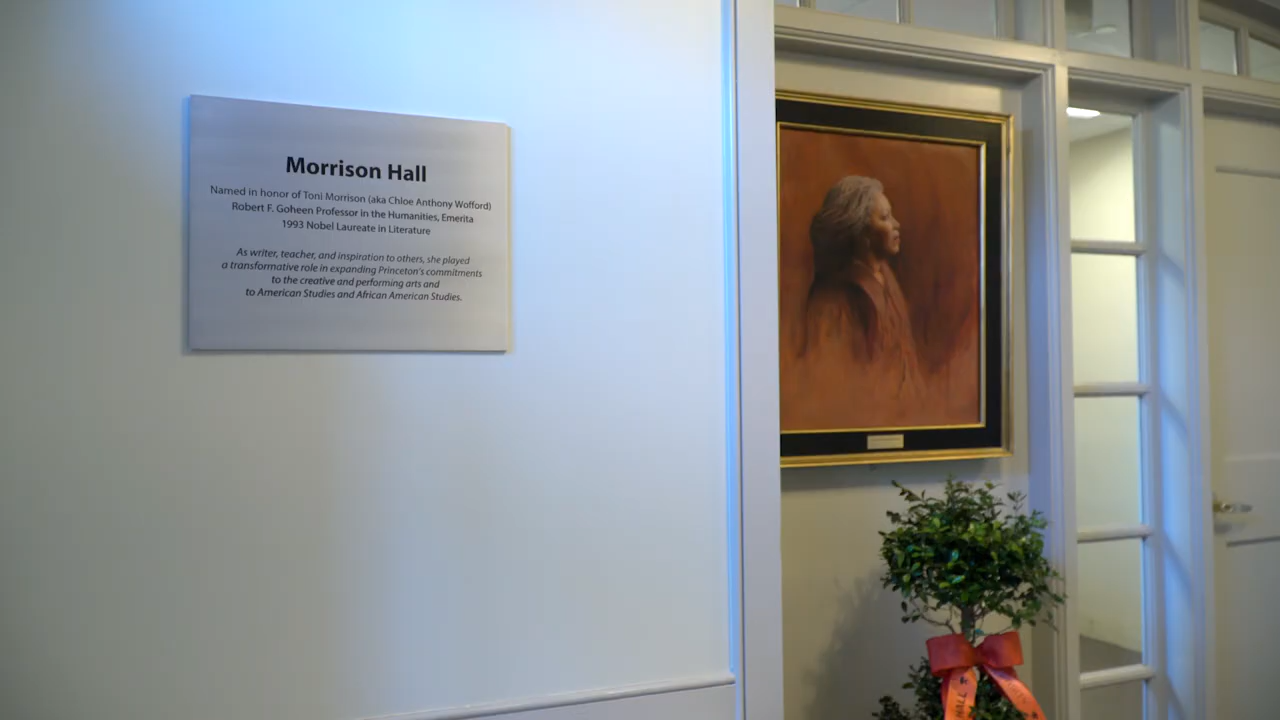 Morrison Hall
Named in honor of Toni Morrison (aka Chloe Anthony Wofford)
Robert F. Goheen Professor in the Humanities, Emerita
1993 Nobel Laureate in Literature
As writer, teacher, and inspiration to others, she played
a transformative role in expanding Princeton's commitments
to the creative and performing arts and
to American Studies and African American Studies.
HALL